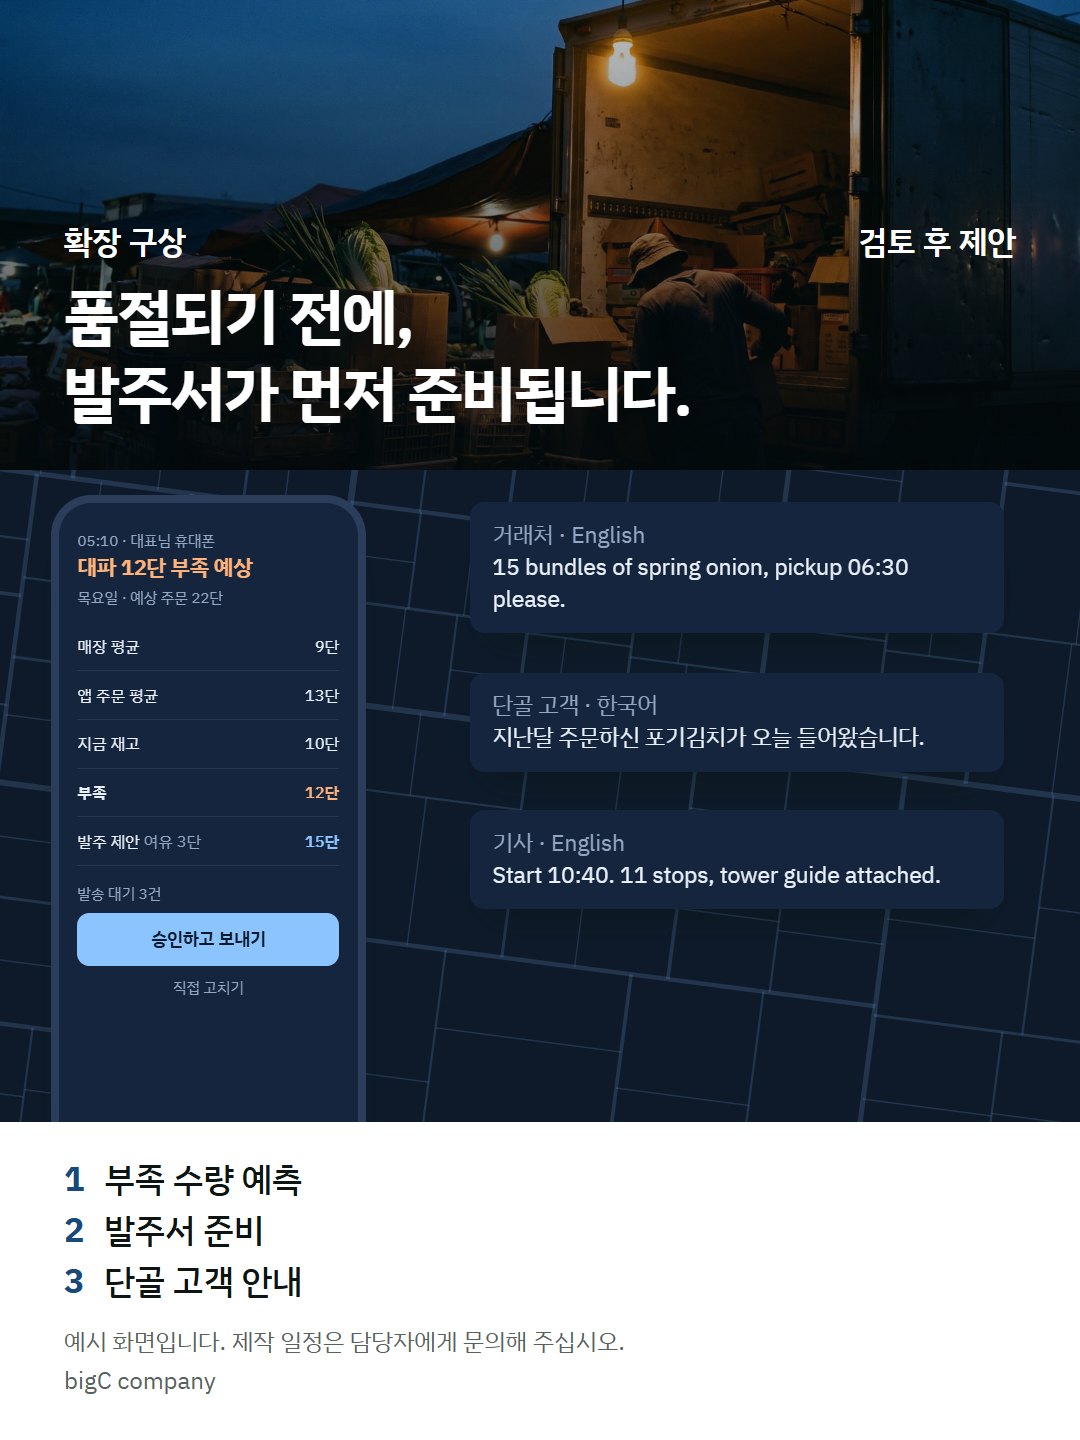 확장 구상
검토 후 제안
품절되기 전에,
발주서가 먼저 준비됩니다.
05:10 · 대표님 휴대폰
대파 12단 부족 예상
목요일 · 예상 주문 22단
매장 평균 9단
앱 주문 평균 13단
지금 재고 10단
부족 12단
발주 제안 여유 3단 15단
발송 대기 3건
승인하고 보내기
직접 고치기
거래처 · English
15 bundles of spring onion, pickup 06:30
please.
단골 고객 · 한국어
지난달 주문하신 포기김치가 오늘 들어왔습니다.
기사 · English
Start 10:40. 11 stops, tower guide attached.
1 부족 수량 예측
2 발주서 준비
3 단골 고객 안내
예시 화면입니다. 제작 일정은 담당자에게 문의해 주십시오.
bigC company